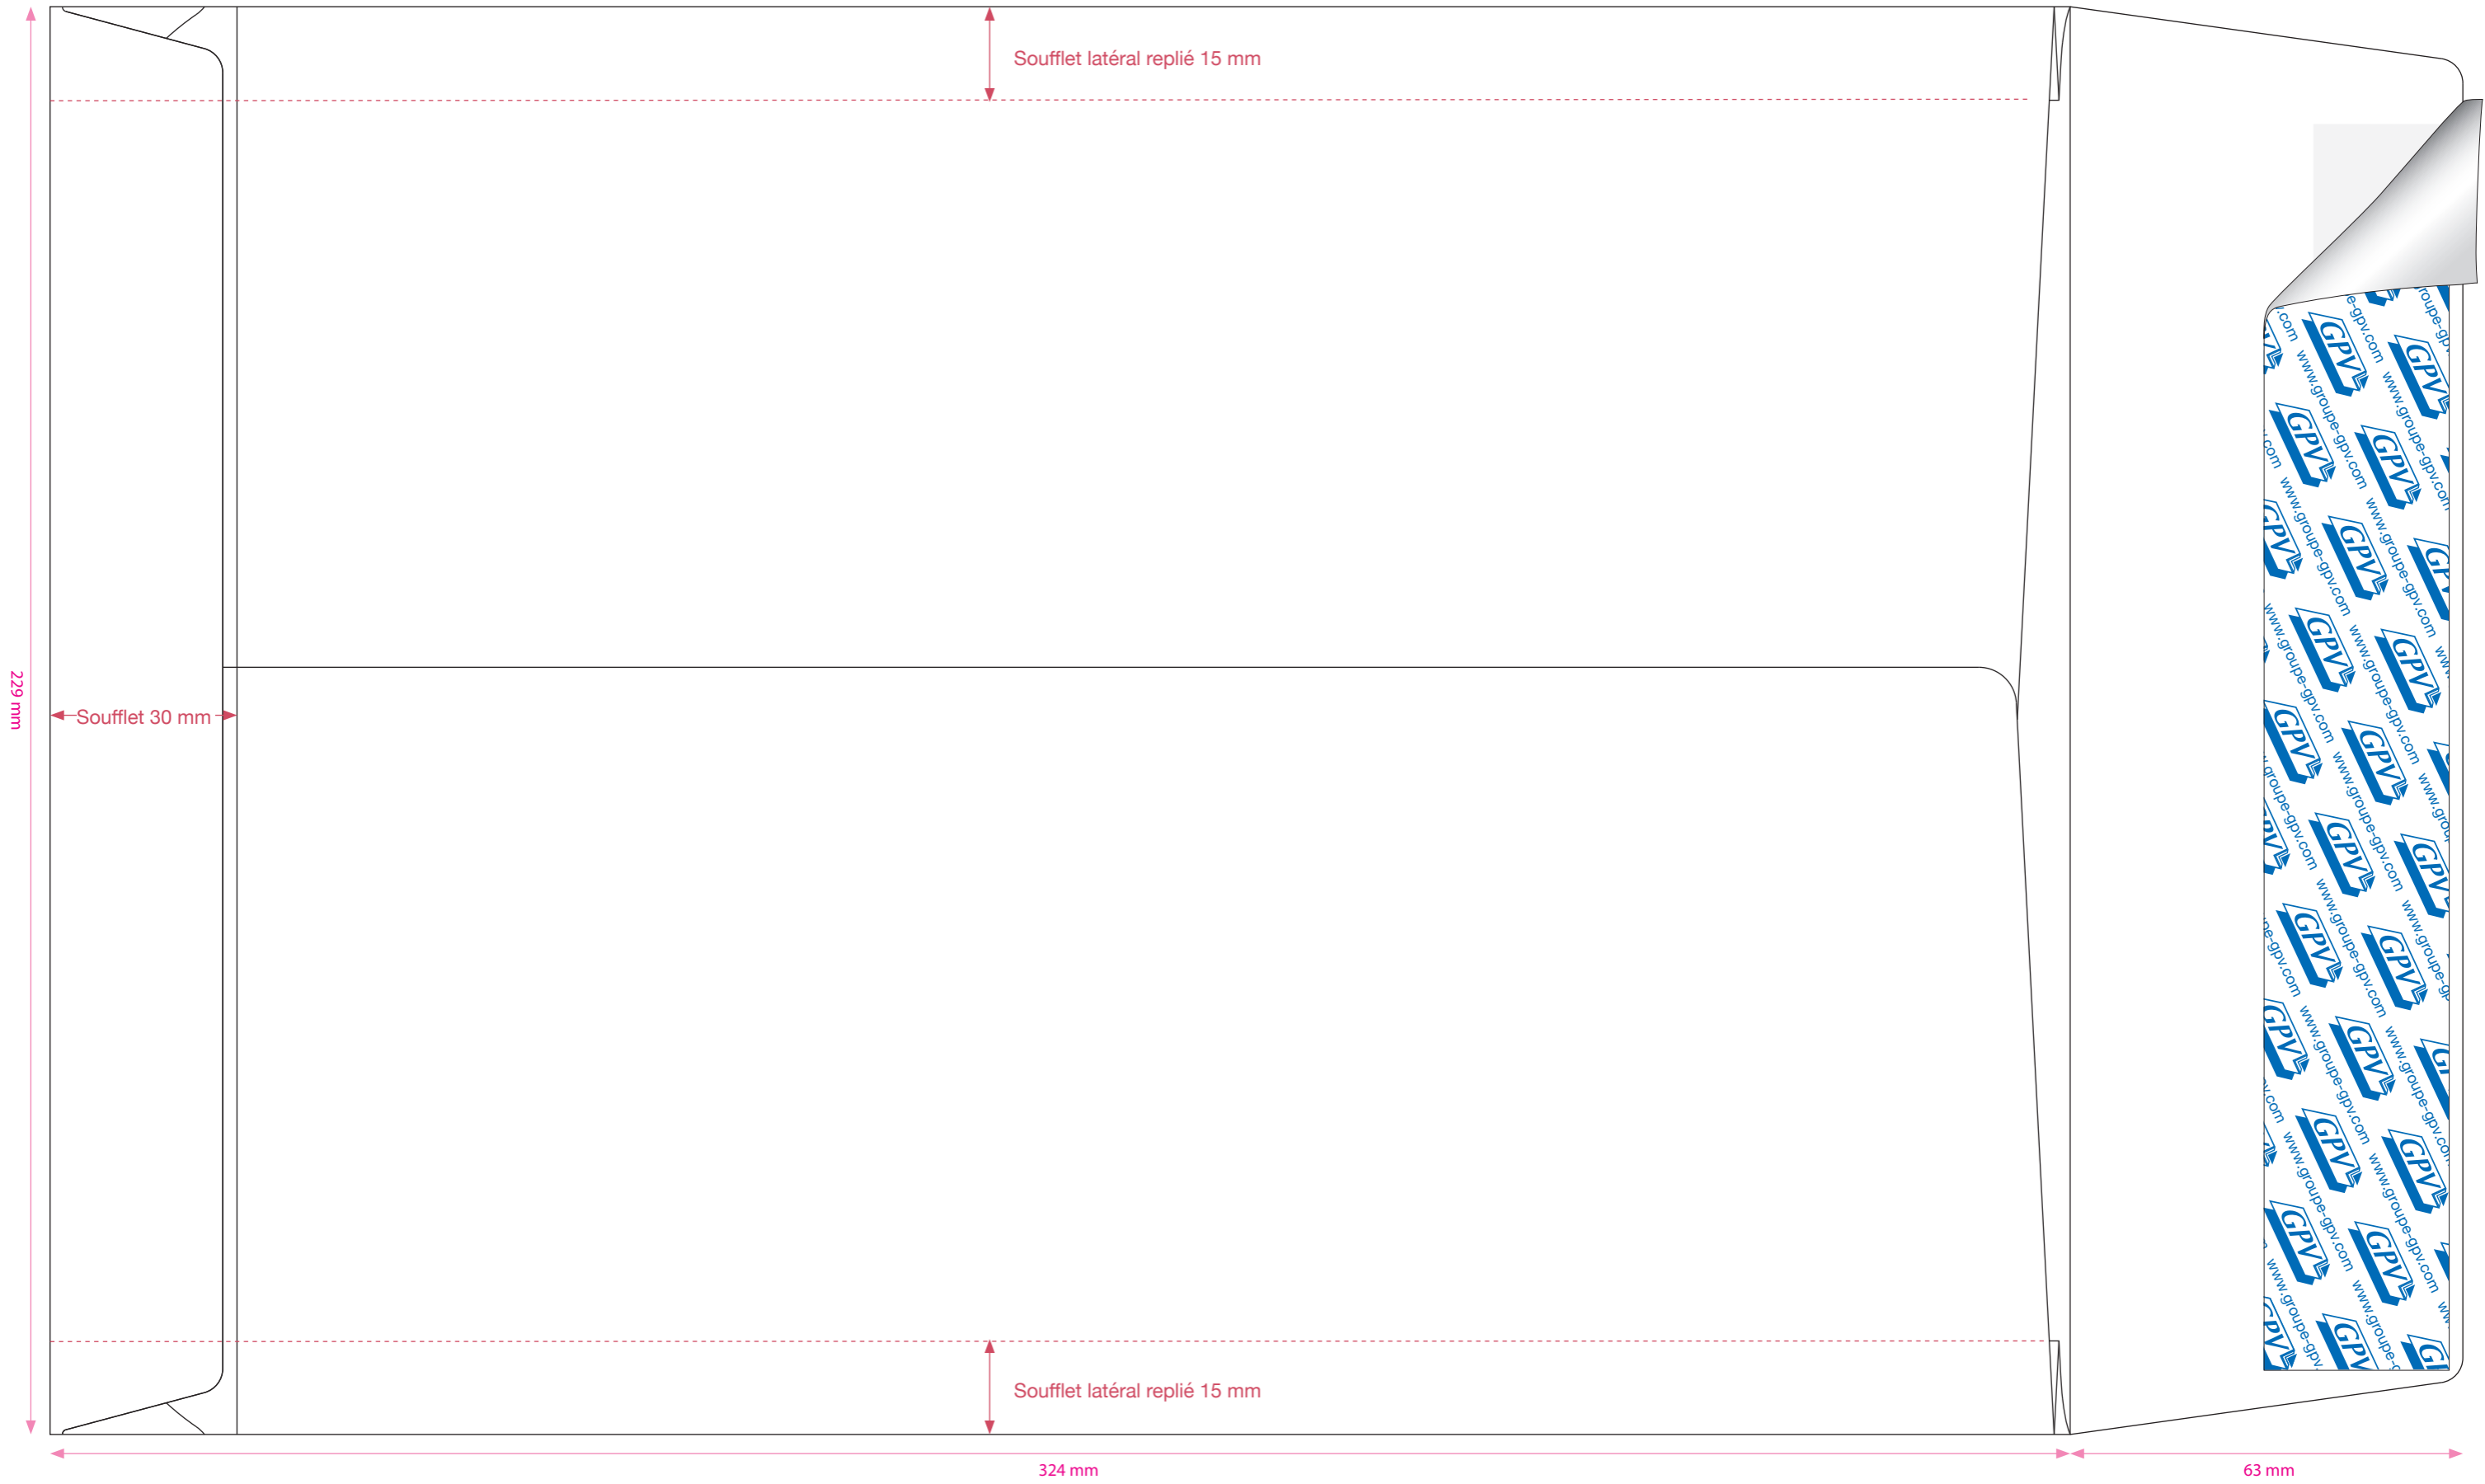 Soufflet latéral replié 15 mm
229 mm
Soufflet 30 mm
Soufflet latéral replié 15 mm
324 mm
63 mm
GPV
www.groupe-gpv.com